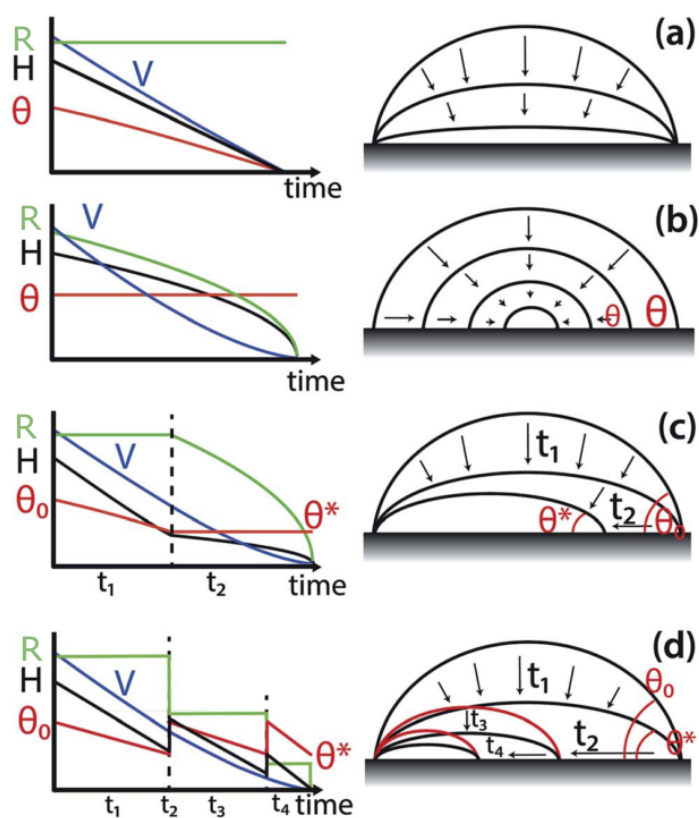 R
H
θ
V
time
(a)
R
H
θ
V
time
(b)
θ
θ
R
H
θ₀
V
θ*
t₁
t₂
time
(c)
t₁
t₂
θ*
θ₀
R
H
θ₀
V
θ*
t₁
t₂
t₃
t₄
time
(d)
t₁
θ₀
t₃
t₂
t₄
θ*